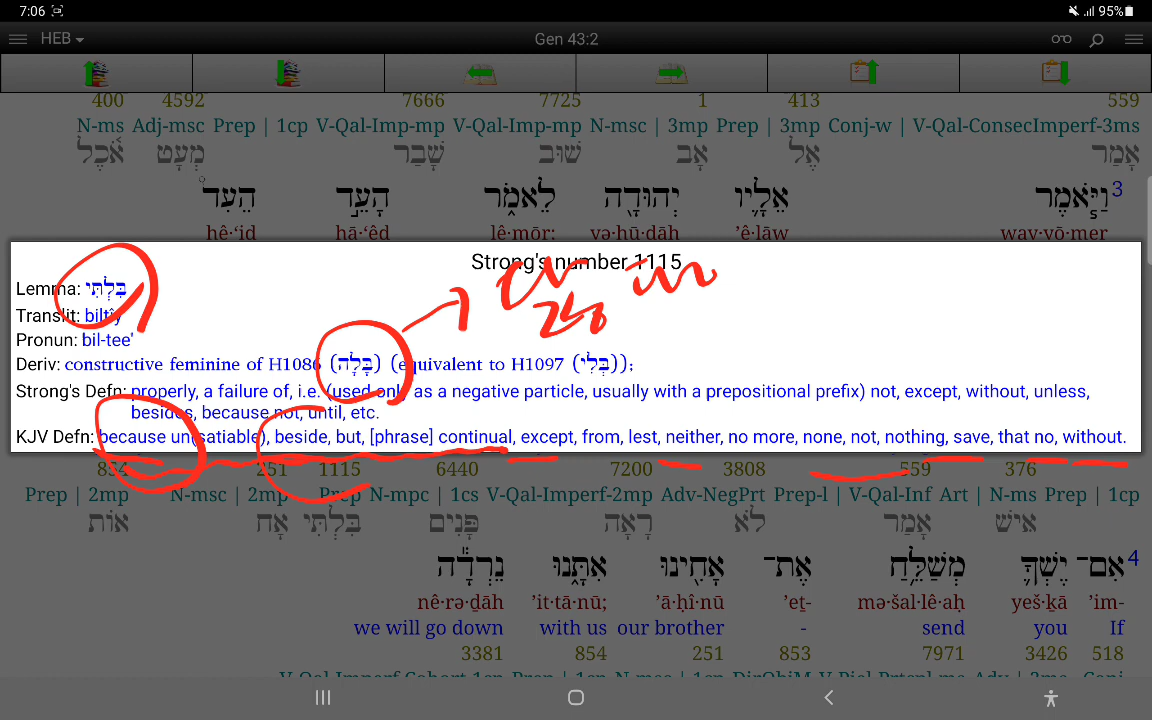 7:06 95%
HEB Gen 43:2
400 4592 7666 7725 1 413 559
N-ms Adj-msc Prep | 1cp V-Qal-Imp-mp V-Qal-Imp-mp N-msc | 3mp Prep | 3mp Conj-w | V-Qal-ConsecImperf-3ms
אָמַר אֶל אָב שׁוּב שָׁבַר מְעָט אֹכֶל
3 וַיֹּאמֶר אֵלָיו יְהוּדָה לֵאמֹר הָעֵד הֵעִד
hê·‘id hā·‘êḏ lê·mōr: yə·hū·ḏāh ’ê·lāw way·yō·mer
Strong's number 1115
Lemma: בִּלְתִּי
Translit: biltîy
Pronun: bil-tee'
Deriv: constructive feminine of H1086 (בָּלָה) (equivalent to H1097 (בְּלִי));
Strong's Defn: properly, a failure of, i.e. (used only as a negative particle, usually with a prepositional prefix) not, except, without, unless,
besides, because not, until, etc.
KJV Defn: because un(satiable), beside, but, [phrase] continual, except, from, lest, neither, no more, none, not, nothing, save, that no, without.
854 251 1115 6440 7200 3808 559 376
Prep | 2mp N-msc | 2mp Prep N-mpc | 1cs V-Qal-Imperf-2mp Adv-NegPrt Prep-l | V-Qal-Inf Art | N-ms Prep | 1cp
אִישׁ אָמַר לֹא רָאָה פָּנִים בִּלְתִּי אָח אוֹת
4 אִם־ יֶשְׁךָ מְשַׁלֵּחַ אֶת־ אָחִינוּ אִתָּנוּ נֵרְדָה
nê·rə·ḏāh ’it·tā·nū; ’ā·ḥî·nū ’eṯ- mə·šal·lê·aḥ yeš·ḵā ’im-
we will go down with us our brother - send you If
3381 854 251 853 7971 3426 518